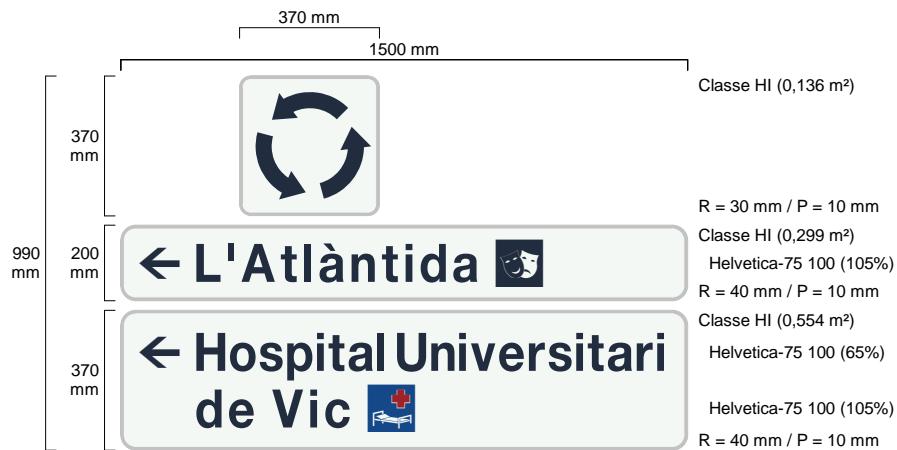 370 mm
1500 mm
Classe HI (0,136 m²)
370
mm
R = 30 mm / P = 10 mm
990
mm
200
mm
L'Atlàntida
Classe HI (0,299 m²)
Helvetica-75 100 (105%)
R = 40 mm / P = 10 mm
370
mm
Hospital Universitari
de Vic
Classe HI (0,554 m²)
Helvetica-75 100 (65%)
Helvetica-75 100 (105%)
R = 40 mm / P = 10 mm